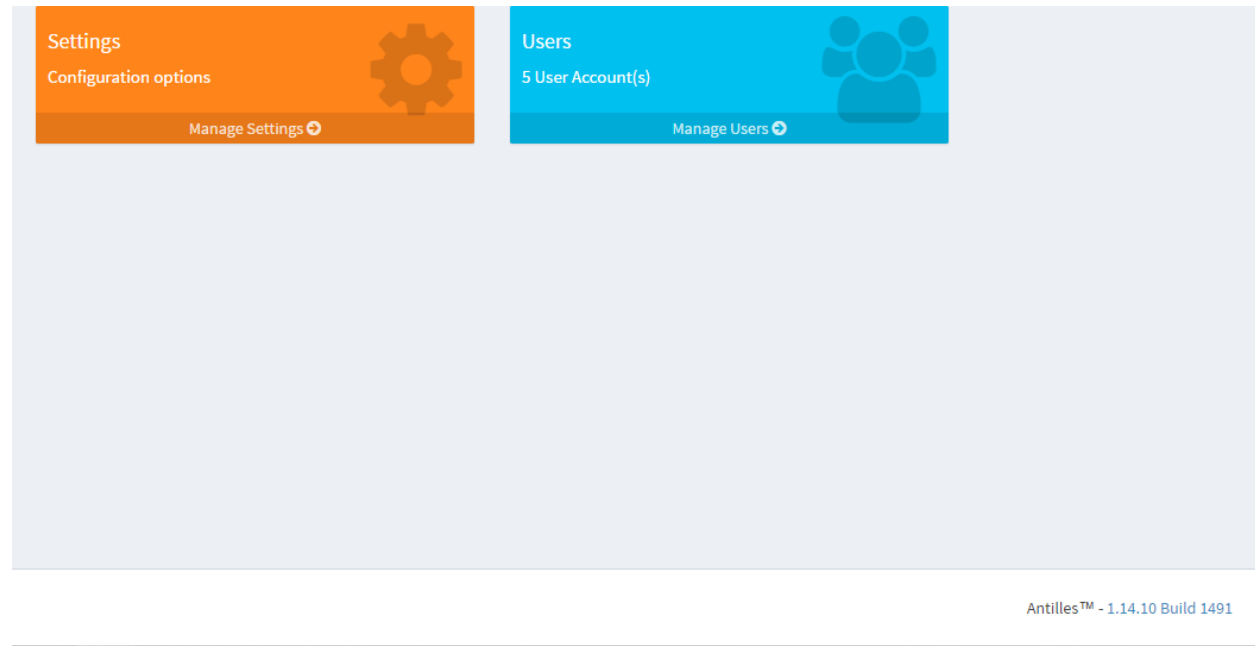 Settings
Configuration options
Manage Settings
Users
5 User Account(s)
Manage Users
Antilles™ - 1.14.10 Build 1491